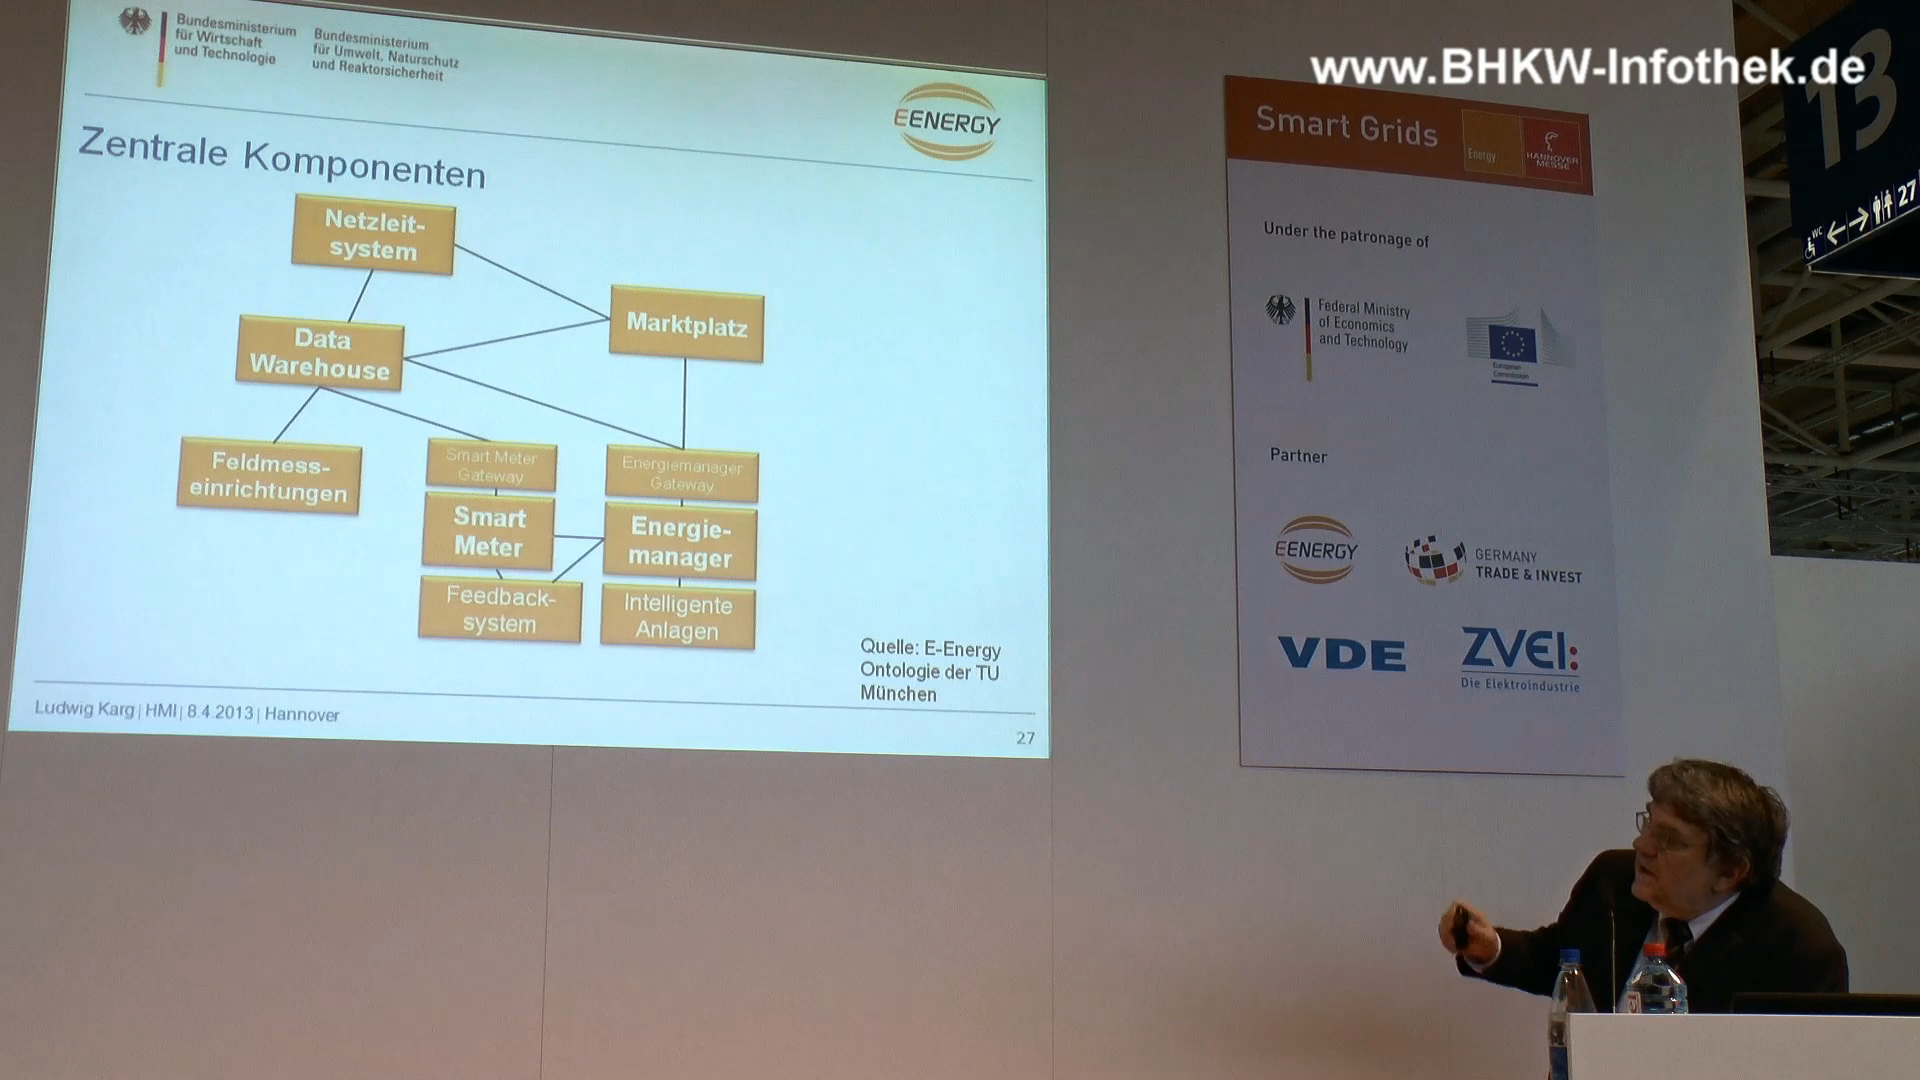 Bundesministerium
für Wirtschaft
und Technologie
Bundesministerium
für Umwelt, Naturschutz
und Reaktorsicherheit
EENERGY
Zentrale Komponenten
Netzleit-
system
Marktplatz
Data
Warehouse
Feldmess-
einrichtungen
Smart Meter
Gateway
Energiemanager
Gateway
Smart
Meter
Energie-
manager
Feedback-
system
Intelligente
Anlagen
Quelle: E-Energy
Ontologie der TU
München
Ludwig Karg | HMI | 8.4.2013 | Hannover
27
www.BHKW-Infothek.de
Smart Grids
Energy
HANNOVER
MESSE
Under the patronage of
Federal Ministry
of Economics
and Technology
European
Commission
Partner
EENERGY
GERMANY
TRADE & INVEST
VDE
ZVEI:
Die Elektroindustrie
13
WC
27